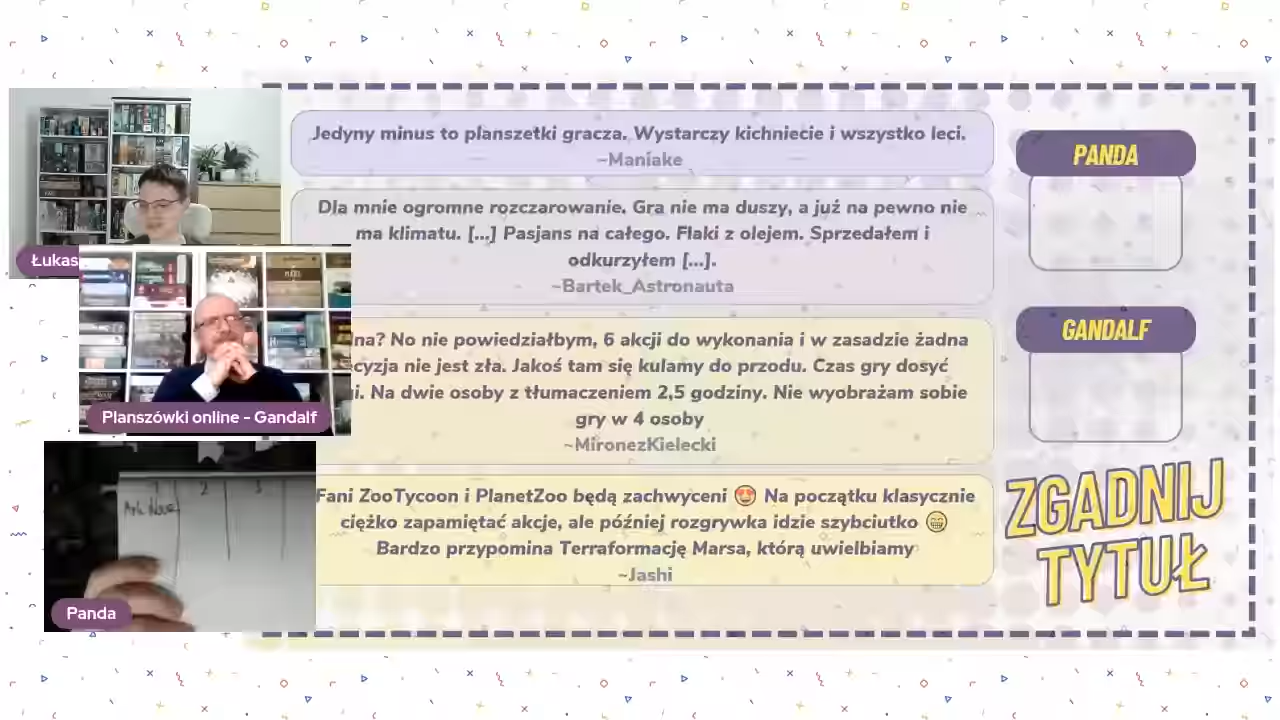 Jedyny minus to planszetki gracza. Wystarczy kichniecie i wszystko leci.
~Maniake
Dla mnie ogromne rozczarowanie. Gra nie ma duszy, a już na pewno nie
ma klimatu. [...] Pasjans na całego. Flaki z olejem. Sprzedałem i
odkurzyłem [...].
~Bartek_Astronauta
No nie powiedziałbym, 6 akcji do wykonania i w zasadzie żadna
nie jest zła. Jakoś tam się kulamy do przodu. Czas gry dosyć
Na dwie osoby z tłumaczeniem 2,5 godziny. Nie wyobrażam sobie
gry w 4 osoby
~MironezKielecki
Fani ZooTycoon i PlanetZoo będą zachwyceni 😍 Na początku klasycznie
ciężko zapamiętać akcje, ale później rozgrywka idzie szybciutko 😁
Bardzo przypomina Terraformację Marsa, którą uwielbiamy
~Jashi
PANDA
GANDALF
ZGADNIJ
TYTUŁ
Łukas
Planszówki online - Gandalf
1 2 3
Ark Nova
Panda